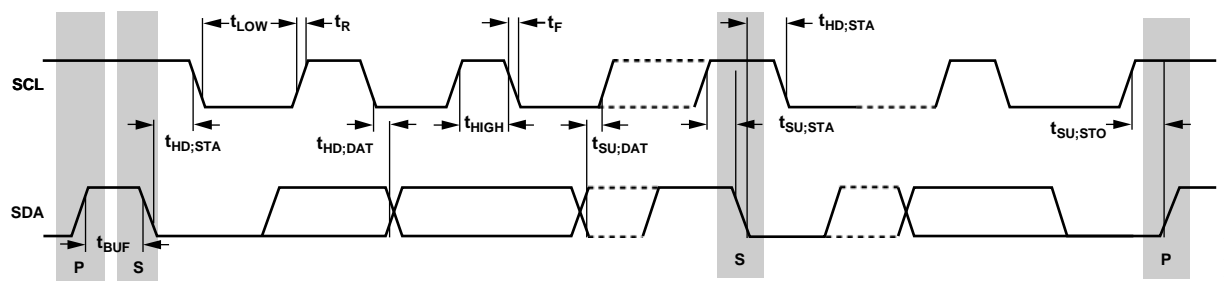 tLOW tR tF tHD;STA
SCL
tHD;STA tHD;DAT tHIGH tSU;DAT tSU;STA tSU;STO
SDA
tBUF
P S S P